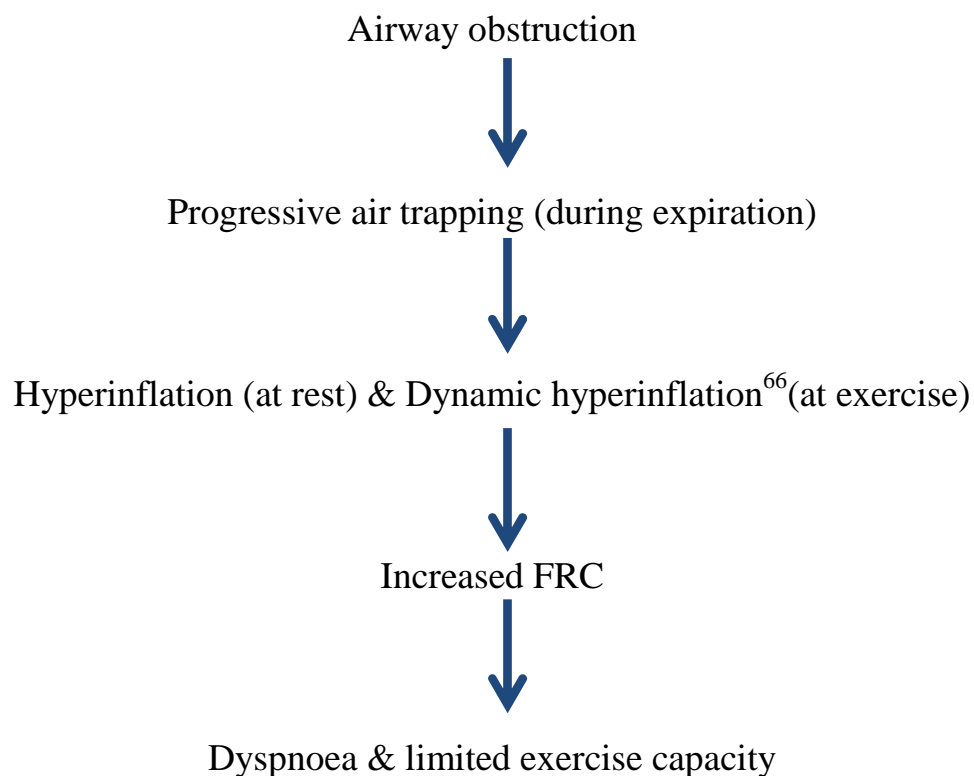 Airway obstruction
Progressive air trapping (during expiration)
Hyperinflation (at rest) & Dynamic hyperinflation66(at exercise)
Increased FRC
Dyspnoea & limited exercise capacity